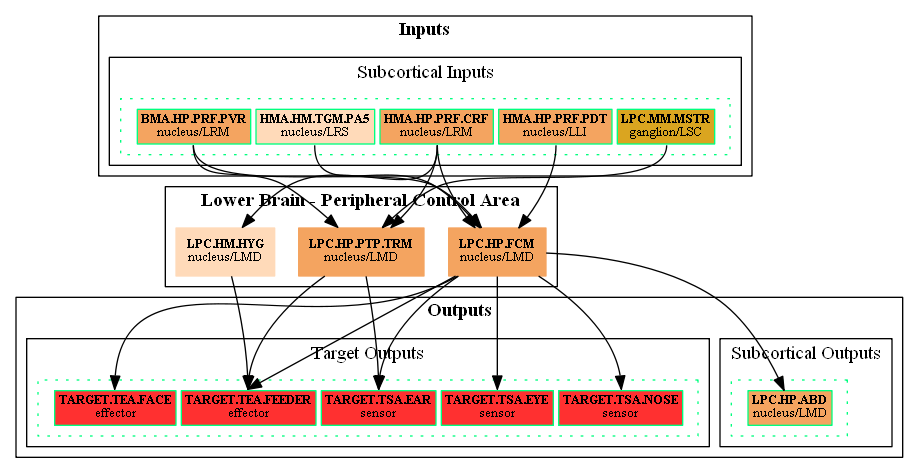 Inputs
Subcortical Inputs
BMA.HP.PRF.PVR
nucleus/LRM
HMA.HM.TGM.PA5
nucleus/LRS
HMA.HP.PRF.CRF
nucleus/LRM
HMA.HP.PRF.PDT
nucleus/LLI
LPC.MM.MSTR
ganglion/LSC
Lower Brain - Peripheral Control Area
LPC.HM.HYG
nucleus/LMD
LPC.HP.PTP.TRM
nucleus/LMD
LPC.HP.FCM
nucleus/LMD
Outputs
Target Outputs
TARGET.TEA.FACE
effector
TARGET.TEA.FEEDER
effector
TARGET.TSA.EAR
sensor
TARGET.TSA.EYE
sensor
TARGET.TSA.NOSE
sensor
Subcortical Outputs
LPC.HP.ABD
nucleus/LMD